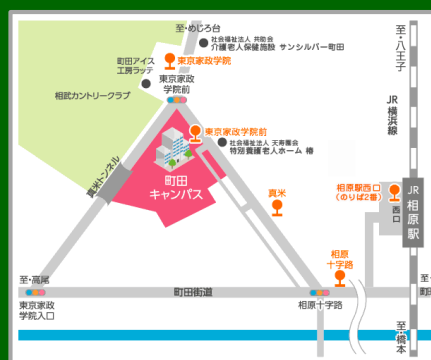 至・めじろ台
社会福祉法人 共助会
介護老人保健施設 サンシルバー町田
町田アイス
工房ラッテ
東京家政学院
東京家政
学院前
相武カントリークラブ
東京家政学院前
社会福祉法人 天寿園会
特別養護老人ホーム 椿
町田
キャンパス
真米トンネル
真米
至・八王子
JR
横浜線
相原駅西口
(のりば2番)
西口
JR
相原駅
相原
十字路
至・高尾
町田街道
東京家政
学院入口
相原十字路
至・
町田
至・橋本